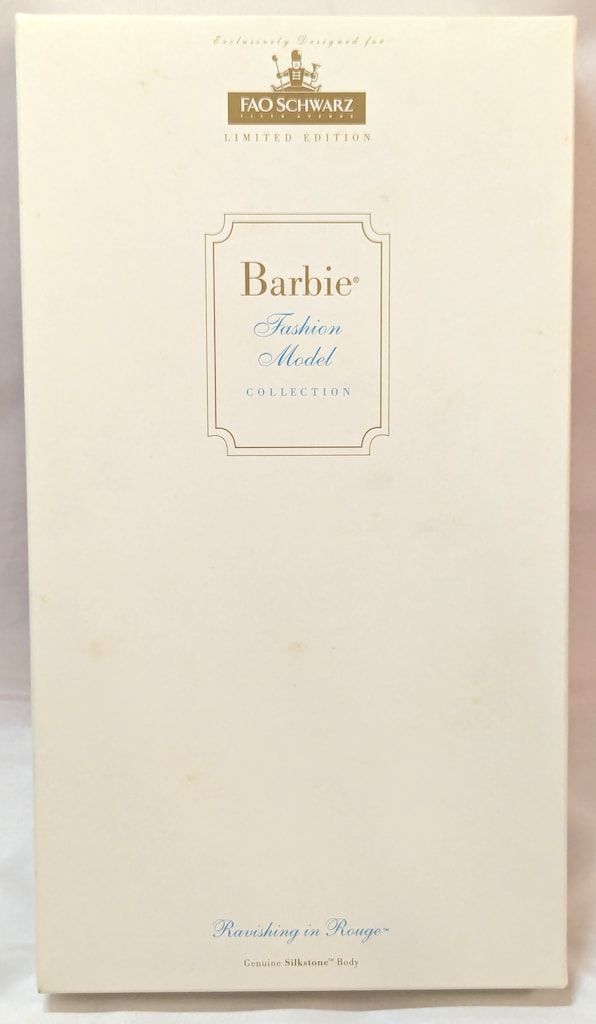 Exclusively Designed for
FAO SCHWARZ
FIFTH AVENUE
LIMITED EDITION
Barbie®
Fashion
Model
COLLECTION
Ravishing in Rouge™
Genuine Silkstone™ Body